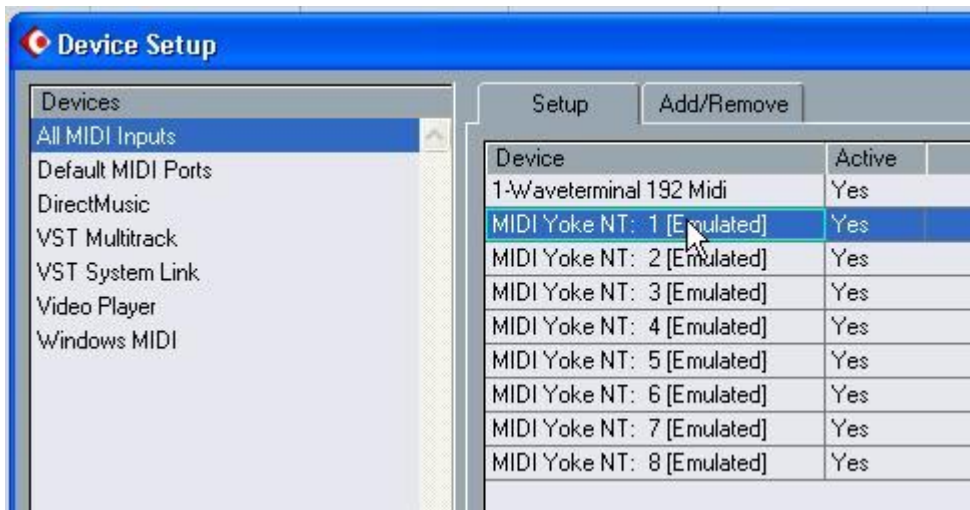 Device Setup
Devices
All MIDI Inputs
Default MIDI Ports
DirectMusic
VST Multitrack
VST System Link
Video Player
Windows MIDI
Setup
Add/Remove
Device Active
1-Waveterminal 192 Midi Yes
MIDI Yoke NT: 1 [Emulated] Yes
MIDI Yoke NT: 2 [Emulated] Yes
MIDI Yoke NT: 3 [Emulated] Yes
MIDI Yoke NT: 4 [Emulated] Yes
MIDI Yoke NT: 5 [Emulated] Yes
MIDI Yoke NT: 6 [Emulated] Yes
MIDI Yoke NT: 7 [Emulated] Yes
MIDI Yoke NT: 8 [Emulated] Yes